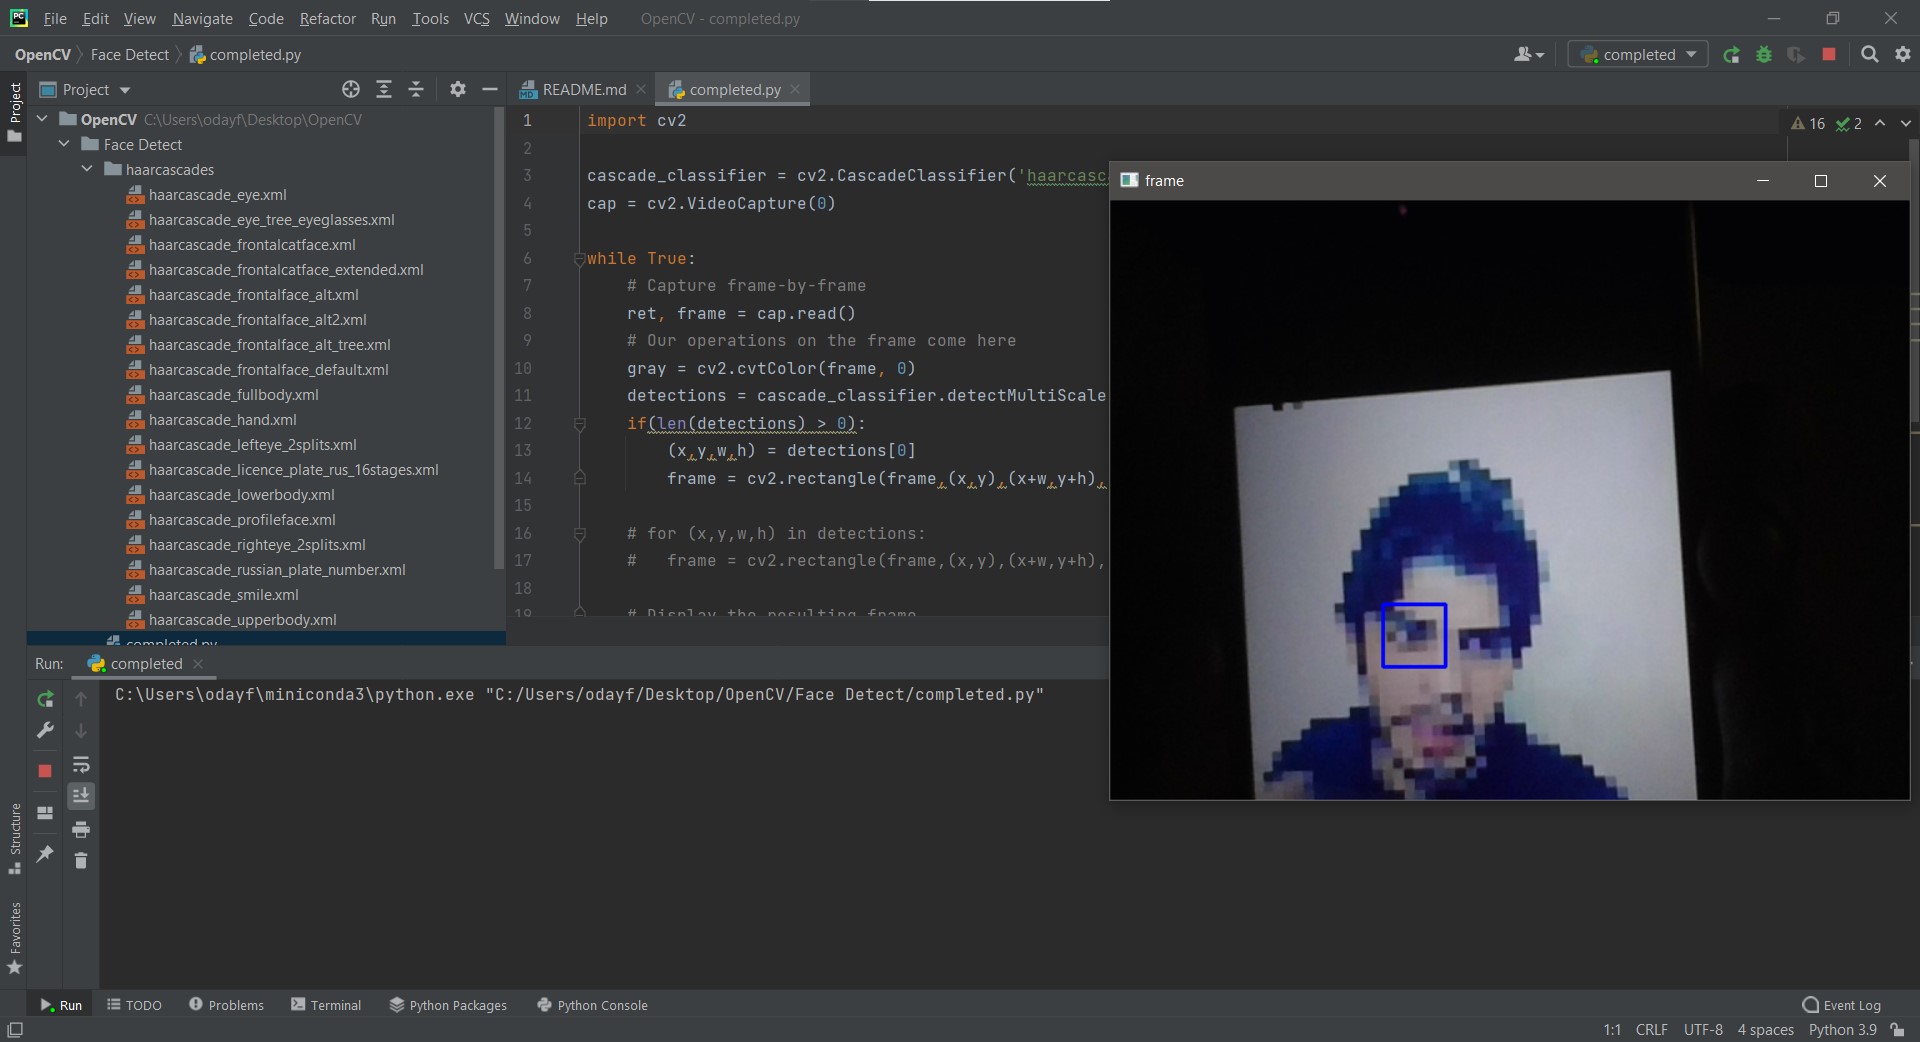 File Edit View Navigate Code Refactor Run Tools VCS Window Help OpenCV - completed.py
OpenCV Face Detect completed.py
completed
Project
Project
OpenCV C:\Users\odayf\Desktop\OpenCV
Face Detect
haarcascades
haarcascade_eye.xml
haarcascade_eye_tree_eyeglasses.xml
haarcascade_frontalcatface.xml
haarcascade_frontalcatface_extended.xml
haarcascade_frontalface_alt.xml
haarcascade_frontalface_alt2.xml
haarcascade_frontalface_alt_tree.xml
haarcascade_frontalface_default.xml
haarcascade_fullbody.xml
haarcascade_hand.xml
haarcascade_lefteye_2splits.xml
haarcascade_licence_plate_rus_16stages.xml
haarcascade_lowerbody.xml
haarcascade_profileface.xml
haarcascade_righteye_2splits.xml
haarcascade_russian_plate_number.xml
haarcascade_smile.xml
haarcascade_upperbody.xml
completed.py
README.md completed.py
16 2
1 import cv2
2
3 cascade_classifier = cv2.CascadeClassifier('haarcasc
4 cap = cv2.VideoCapture(0)
5
6 while True:
7 # Capture frame-by-frame
8 ret, frame = cap.read()
9 # Our operations on the frame come here
10 gray = cv2.cvtColor(frame, 0)
11 detections = cascade_classifier.detectMultiScale
12 if(len(detections) > 0):
13 (x,y,w,h) = detections[0]
14 frame = cv2.rectangle(frame,(x,y),(x+w,y+h),
15
16 # for (x,y,w,h) in detections:
17 #   frame = cv2.rectangle(frame,(x,y),(x+w,y+h),
18
19 # Display the resulting frame
frame
Run: completed
C:\Users\odayf\miniconda3\python.exe "C:/Users/odayf/Desktop/OpenCV/Face Detect/completed.py"
Structure
Favorites
Run TODO Problems Terminal Python Packages Python Console Event Log
1:1 CRLF UTF-8 4 spaces Python 3.9